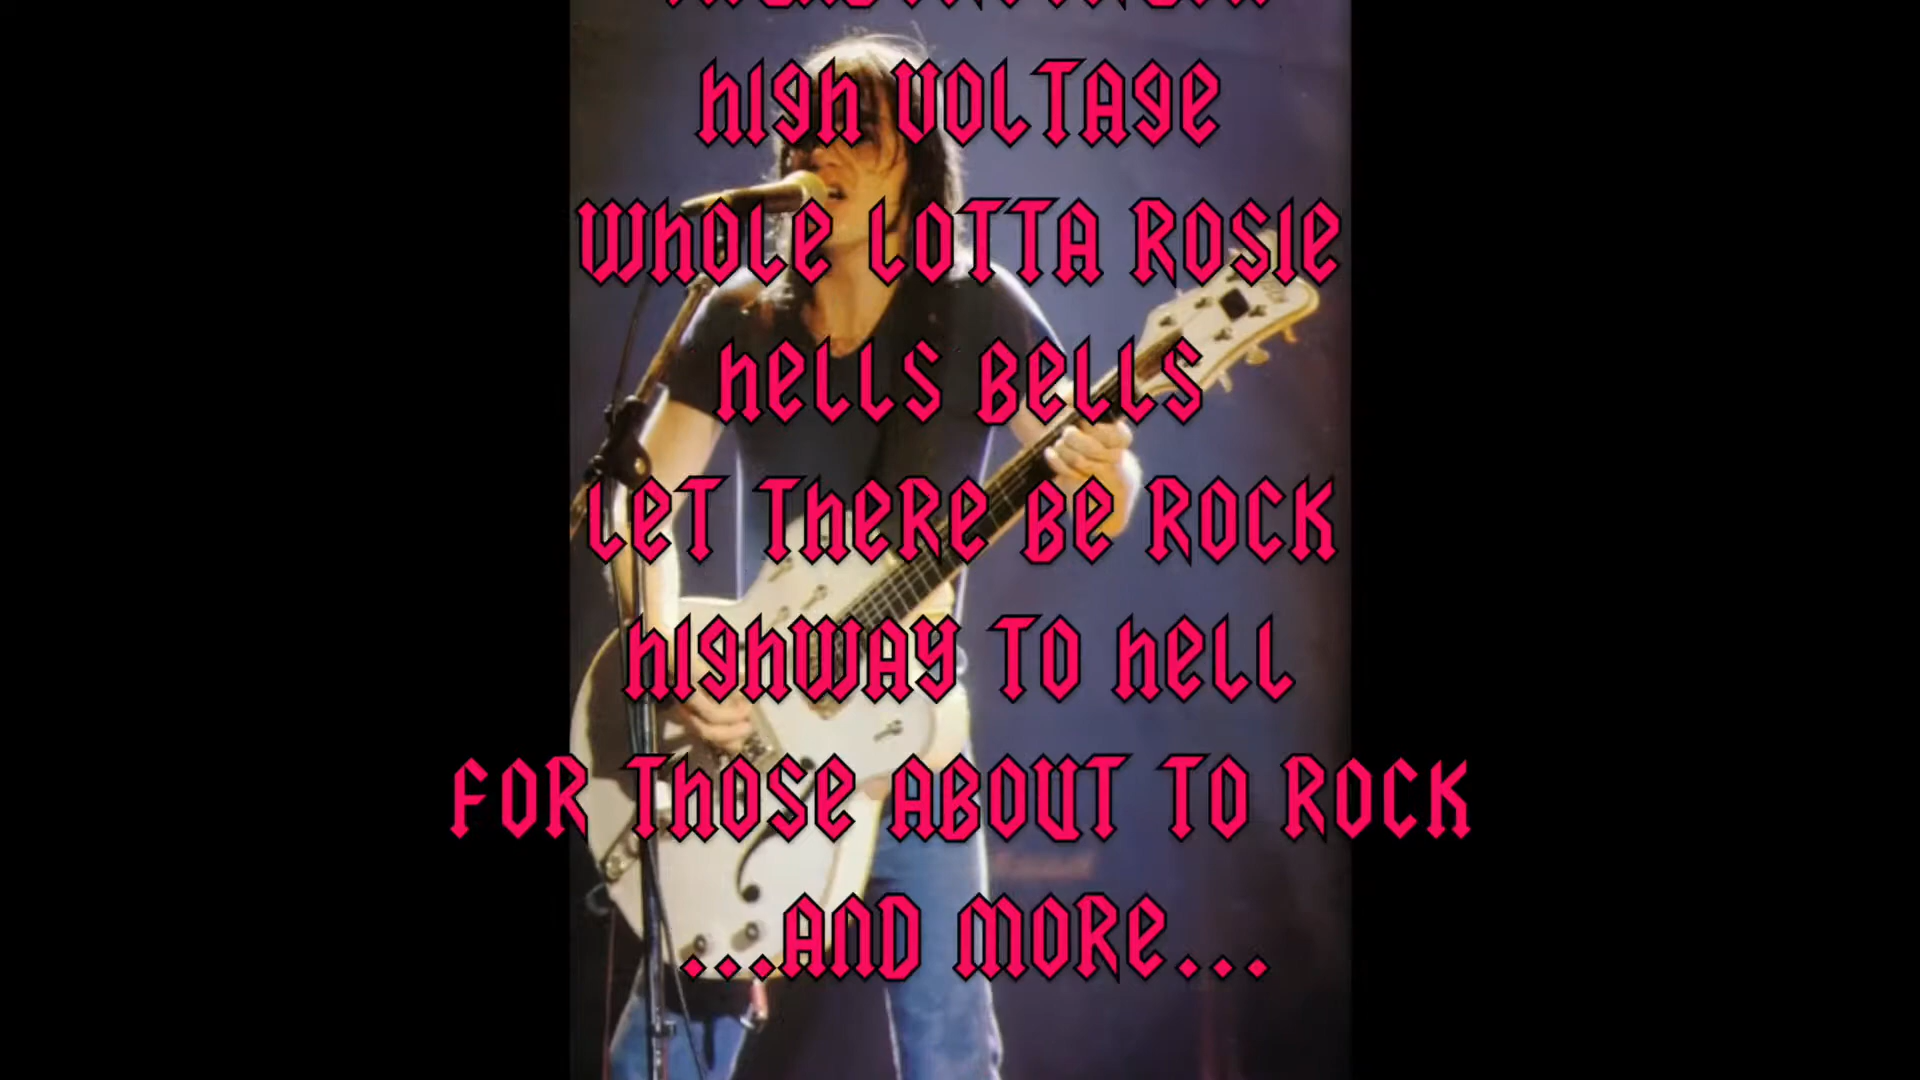 HIGH VOLTAGE
WHOLE LOTTA ROSIE
HELLS BELLS
LET THERE BE ROCK
HIGHWAY TO HELL
FOR THOSE ABOUT TO ROCK
...AND MORE...